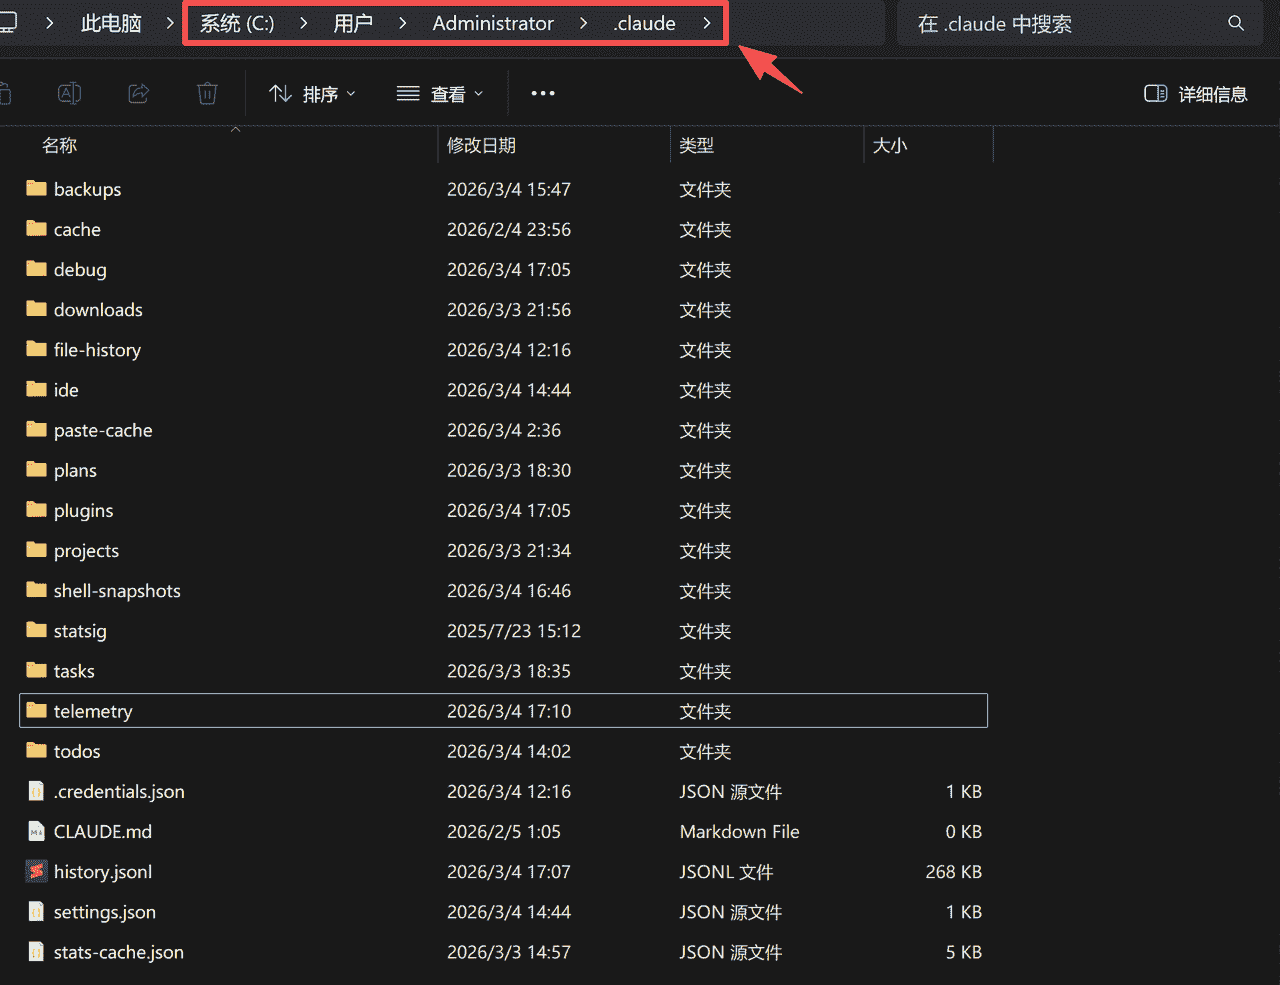 此电脑 > 系统 (C:) > 用户 > Administrator > .claude >
在 .claude 中搜索
排序 查看 ••• 详细信息
名称 修改日期 类型 大小
backups 2026/3/4 15:47 文件夹
cache 2026/2/4 23:56 文件夹
debug 2026/3/4 17:05 文件夹
downloads 2026/3/3 21:56 文件夹
file-history 2026/3/4 12:16 文件夹
ide 2026/3/4 14:44 文件夹
paste-cache 2026/3/4 2:36 文件夹
plans 2026/3/3 18:30 文件夹
plugins 2026/3/4 17:05 文件夹
projects 2026/3/3 21:34 文件夹
shell-snapshots 2026/3/4 16:46 文件夹
statsig 2025/7/23 15:12 文件夹
tasks 2026/3/3 18:35 文件夹
telemetry 2026/3/4 17:10 文件夹
todos 2026/3/4 14:02 文件夹
.credentials.json 2026/3/4 12:16 JSON 源文件 1 KB
CLAUDE.md 2026/2/5 1:05 Markdown File 0 KB
history.jsonl 2026/3/4 17:07 JSONL 文件 268 KB
settings.json 2026/3/4 14:44 JSON 源文件 1 KB
stats-cache.json 2026/3/3 14:57 JSON 源文件 5 KB